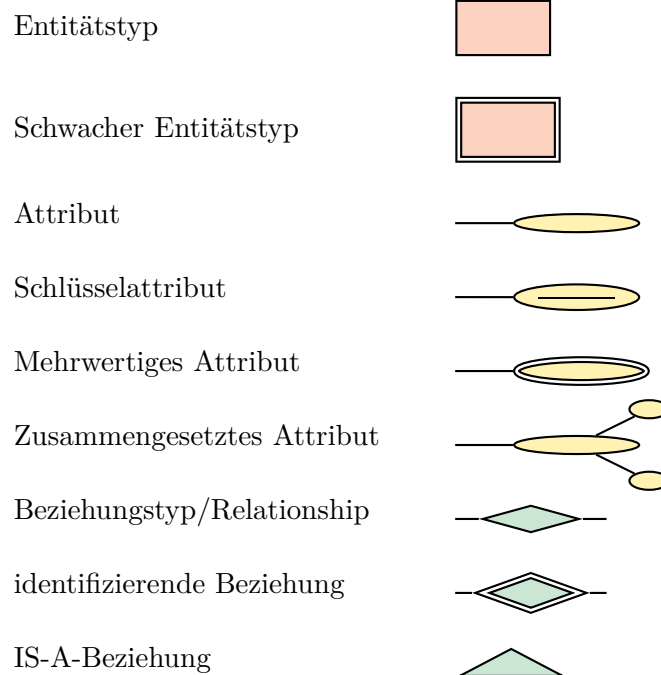 Entitätstyp
Schwacher Entitätstyp
Attribut
Schlüsselattribut
Mehrwertiges Attribut
Zusammengesetztes Attribut
Beziehungstyp/Relationship
identifizierende Beziehung
IS-A-Beziehung